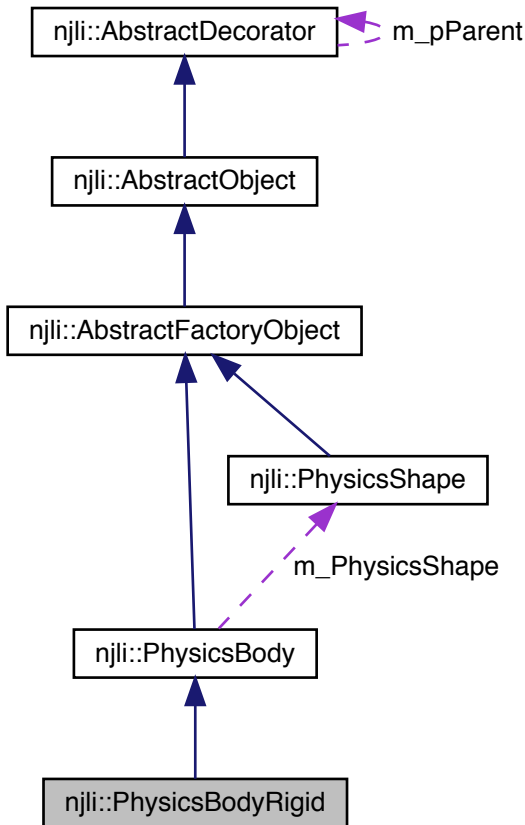 njli::AbstractDecorator
m_pParent
njli::AbstractObject
njli::AbstractFactoryObject
njli::PhysicsShape
m_PhysicsShape
njli::PhysicsBody
njli::PhysicsBodyRigid